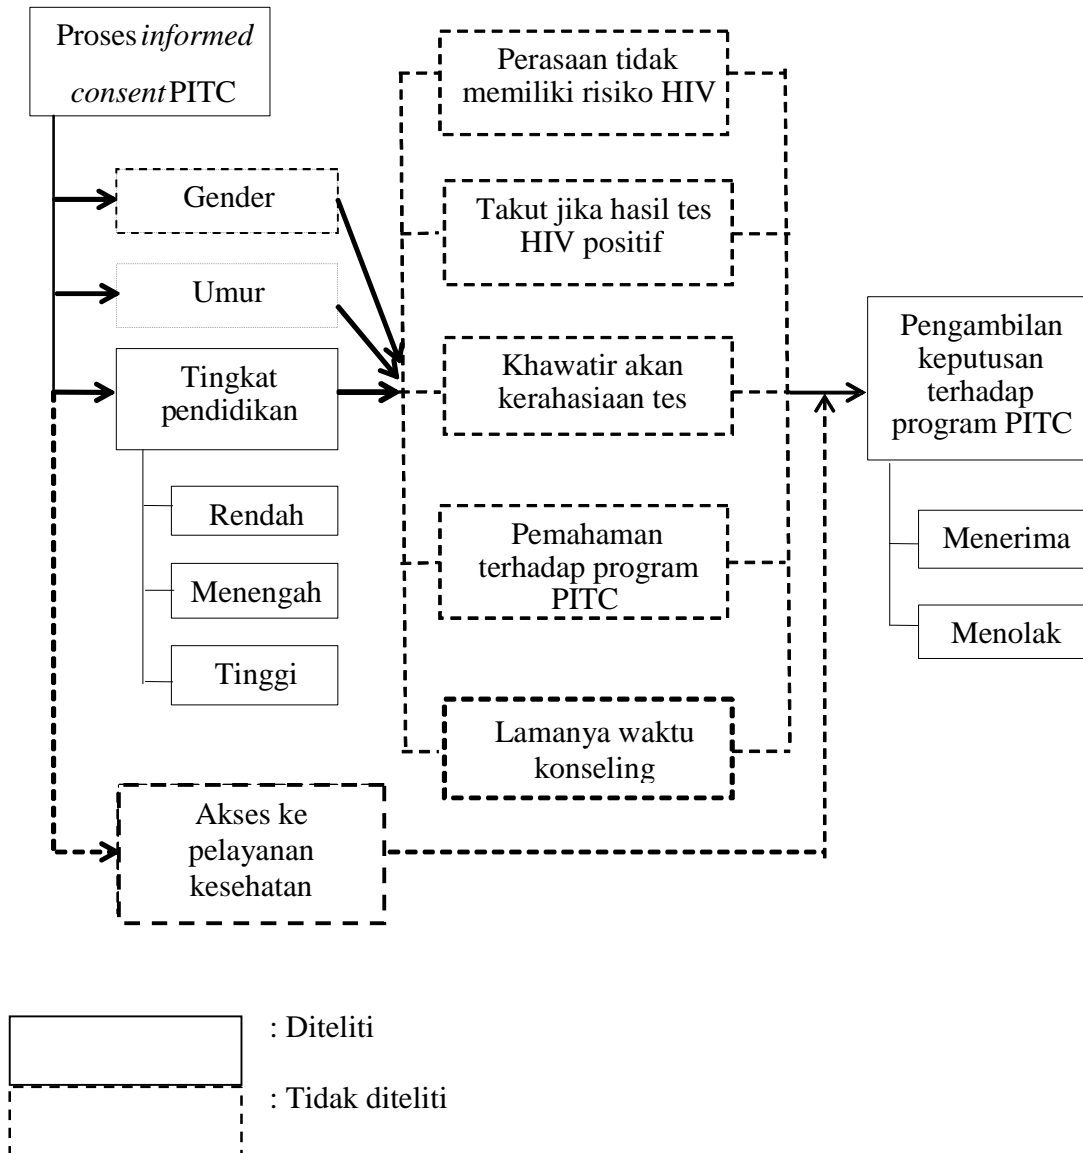 Proses informed
consent PITC
Gender
Umur
Tingkat
pendidikan
Rendah
Menengah
Tinggi
Akses ke
pelayanan
kesehatan
Perasaan tidak
memiliki risiko HIV
Takut jika hasil tes
HIV positif
Khawatir akan
kerahasiaan tes
Pemahaman
terhadap program
PITC
Lamanya waktu
konseling
Pengambilan
keputusan
terhadap
program PITC
Menerima
Menolak
: Diteliti
: Tidak diteliti